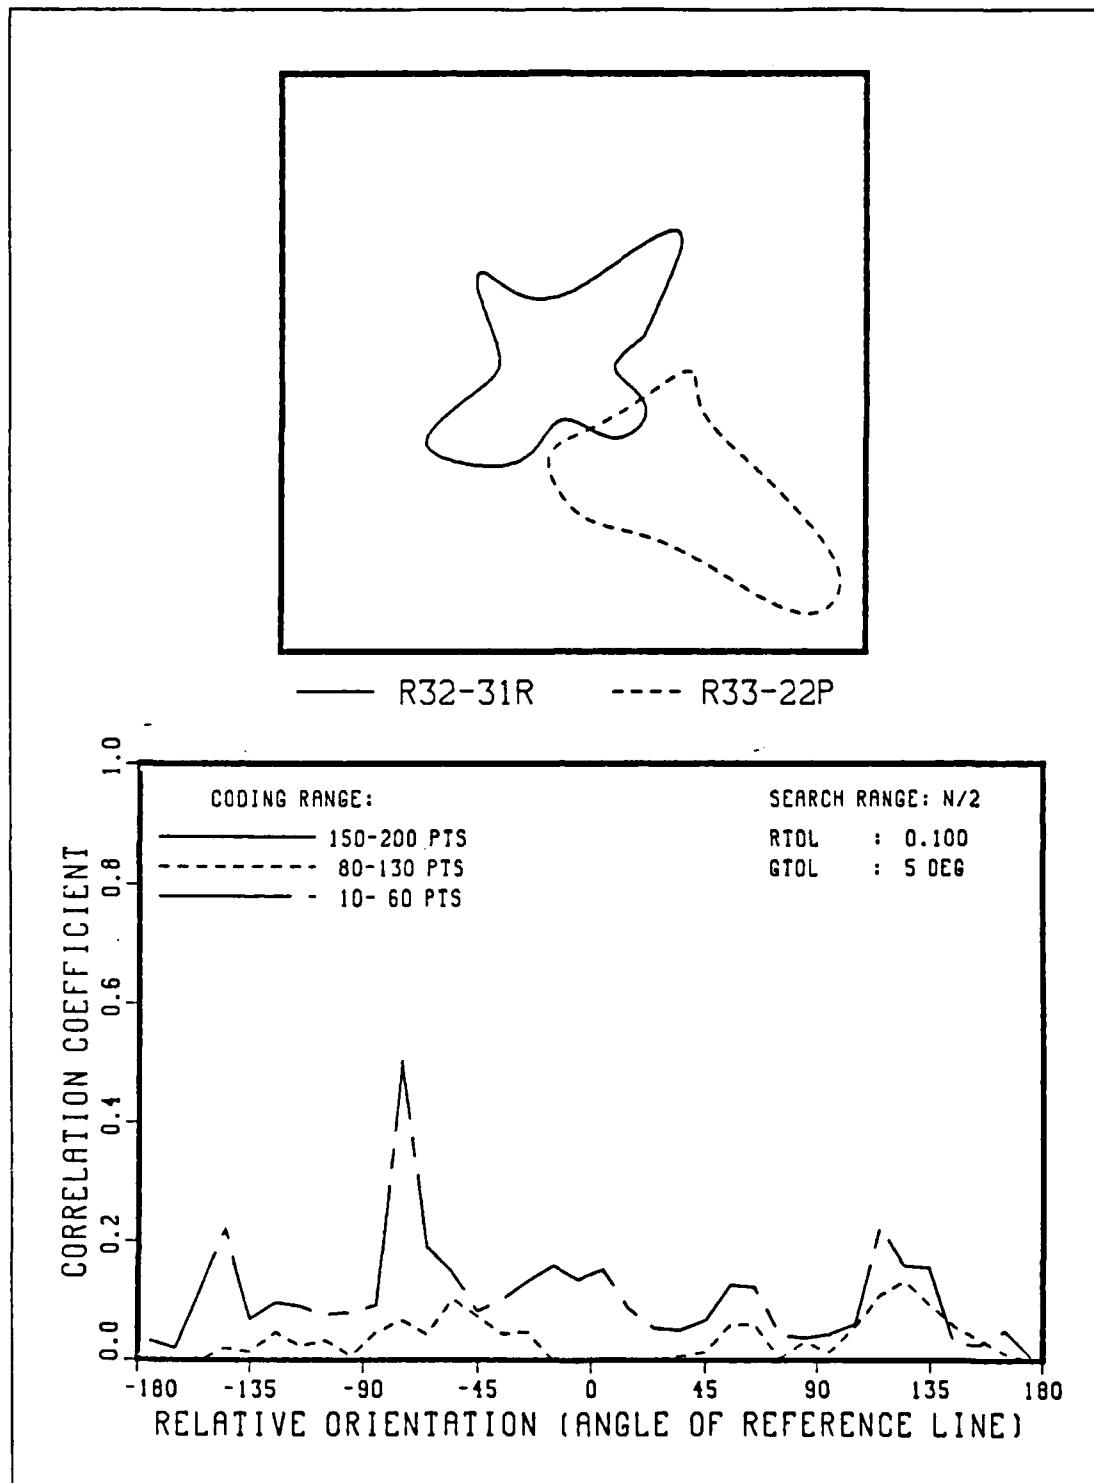 R32-31R R33-22P
CODING RANGE:
150-200 PTS
80-130 PTS
10- 60 PTS
SEARCH RANGE: N/2
RTOL : 0.100
GTOL : 5 DEG
CORRELATION COEFFICIENT
1.0
0.8
0.6
0.4
0.2
0.0
-180 -135 -90 -45 0 45 90 135 180
RELATIVE ORIENTATION (ANGLE OF REFERENCE LINE)